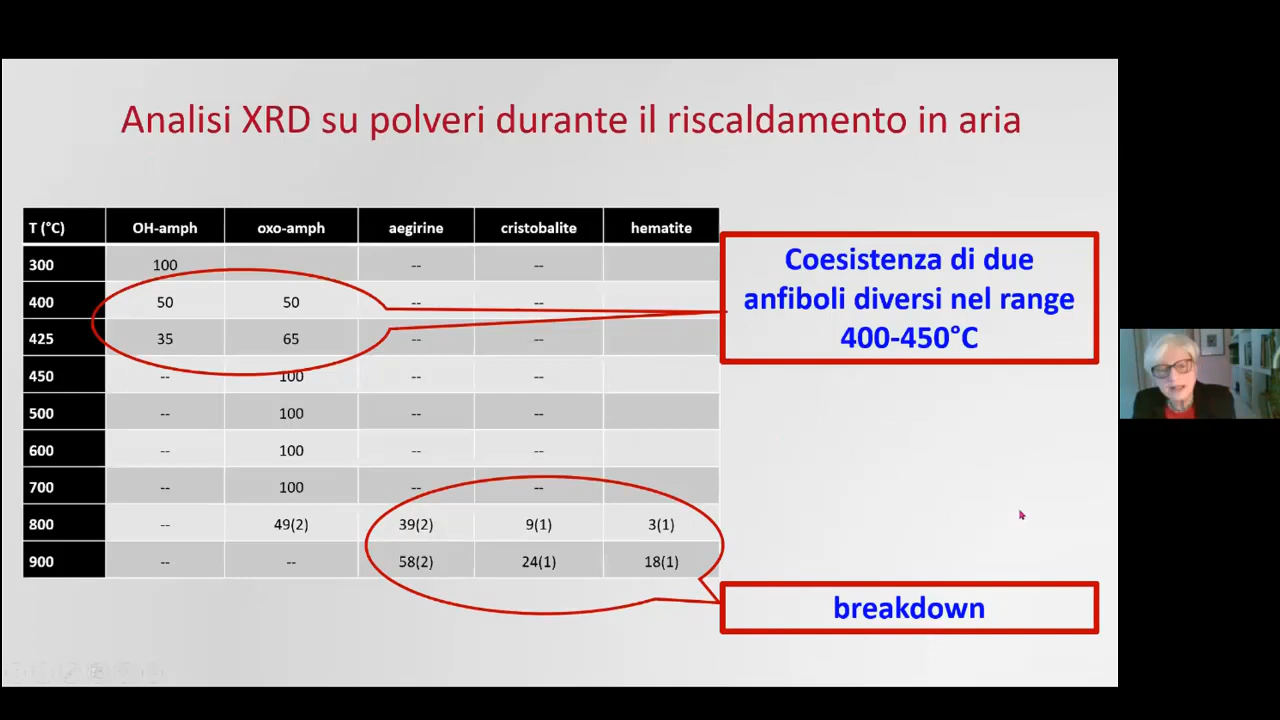 Analisi XRD su polveri durante il riscaldamento in aria
T (°C) OH-amph oxo-amph aegirine cristobalite hematite
300 100 -- --
400 50 50 -- --
425 35 65 -- --
450 -- 100 -- --
500 -- 100 -- --
600 -- 100 -- --
700 -- 100 -- --
800 -- 49(2) 39(2) 9(1) 3(1)
900 -- -- 58(2) 24(1) 18(1)
Coesistenza di due
anfiboli diversi nel range
400-450°C
breakdown